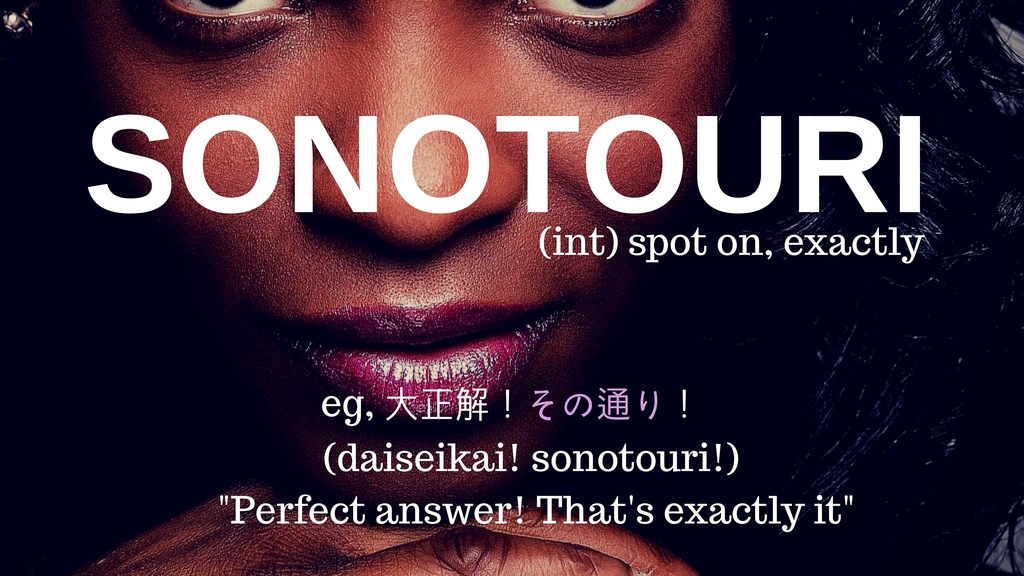 SONOTOURI
(int) spot on, exactly
eg, 大正解！その通り！
(daiseikai! sonotouri!)
"Perfect answer! That's exactly it"